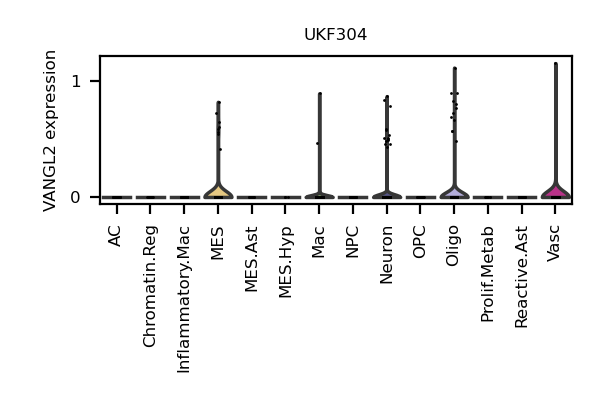 UKF304
VANGL2 expression
1
0
AC
Chromatin.Reg
Inflammatory.Mac
MES
MES.Ast
MES.Hyp
Mac
NPC
Neuron
OPC
Oligo
Prolif.Metab
Reactive.Ast
Vasc